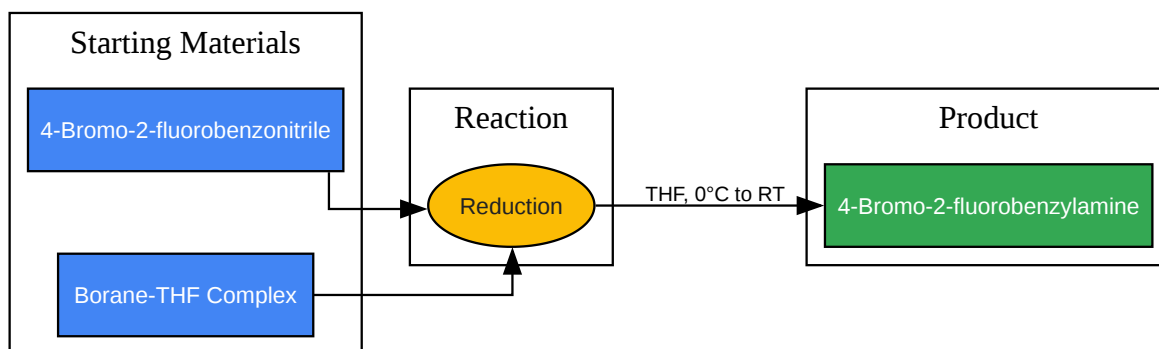 Starting Materials
4-Bromo-2-fluorobenzonitrile
Borane-THF Complex
Reaction
Reduction
THF, 0°C to RT
Product
4-Bromo-2-fluorobenzylamine